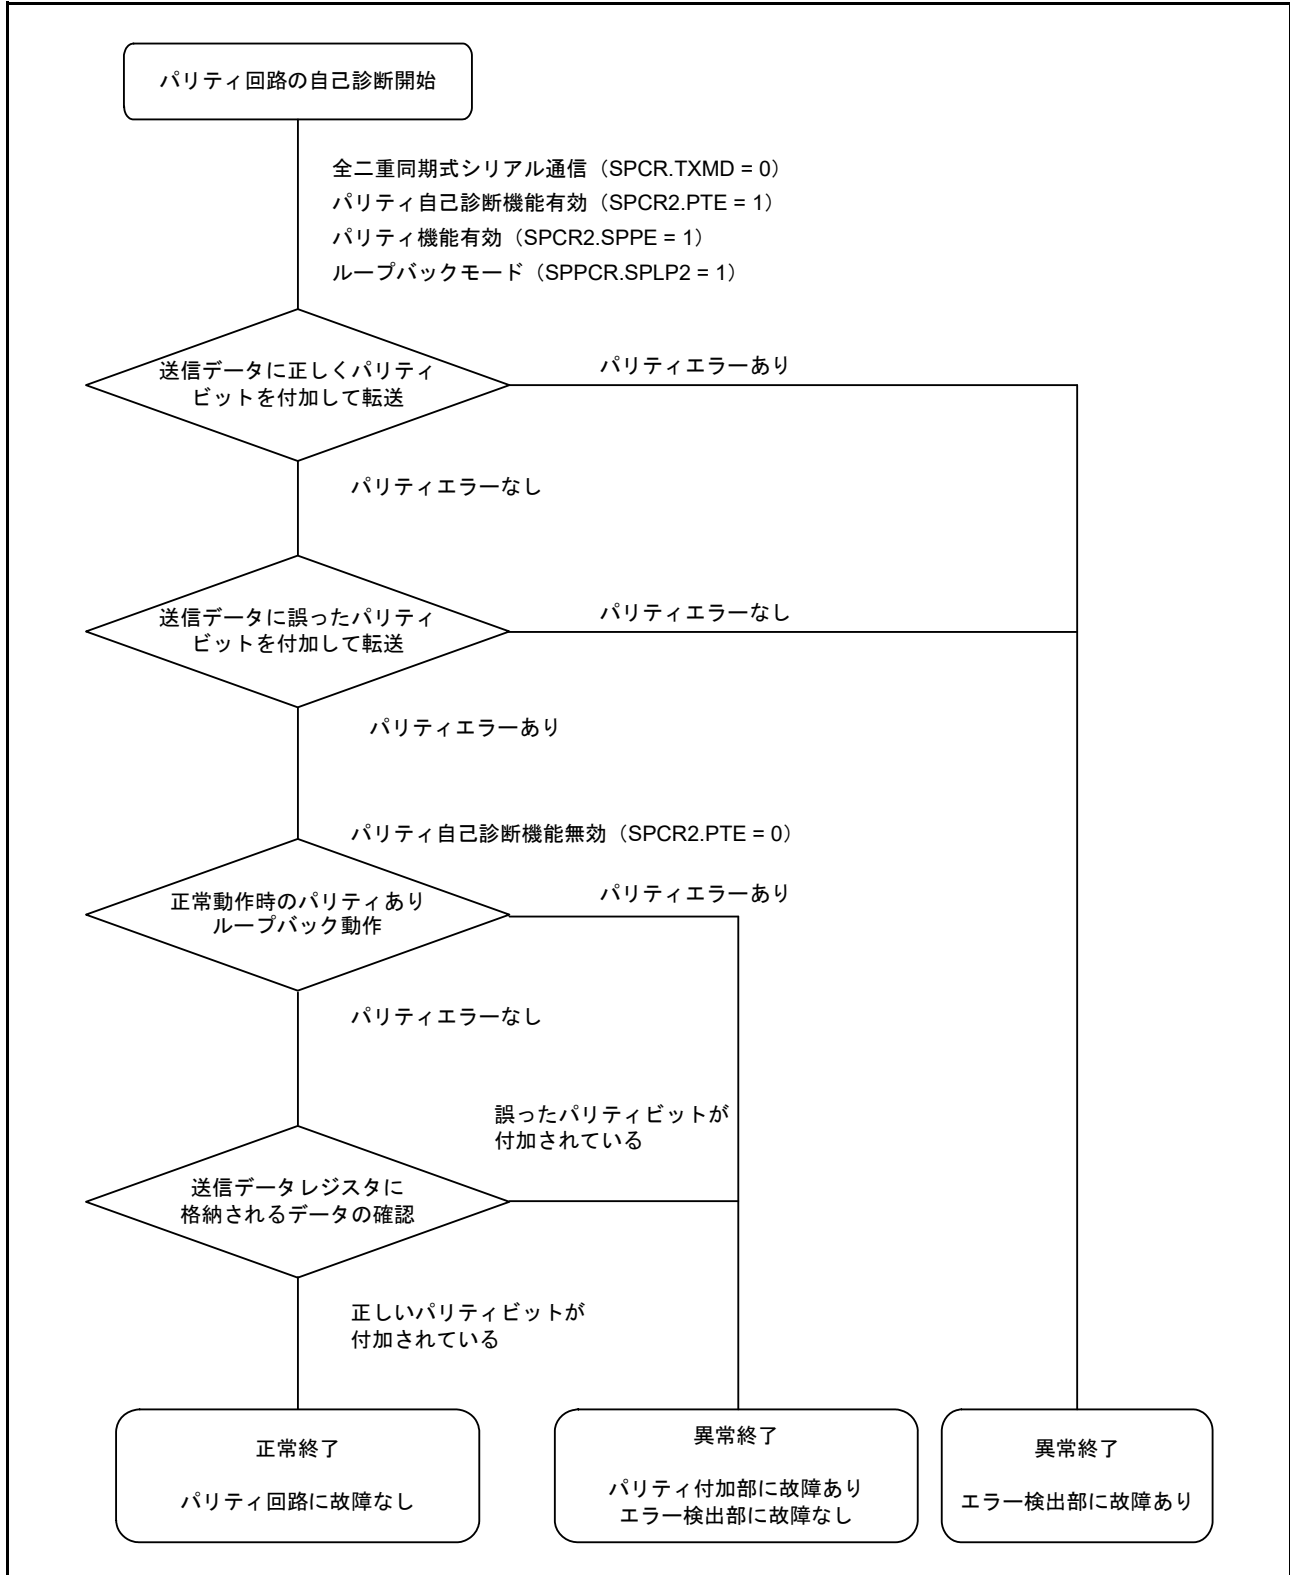 パリティ回路の自己診断開始
全二重同期式シリアル通信（SPCR.TXMD = 0）
パリティ自己診断機能有効（SPCR2.PTE = 1）
パリティ機能有効（SPCR2.SPPE = 1）
ループバックモード（SPPCR.SPLP2 = 1）
送信データに正しくパリティ
ビットを付加して転送
パリティエラーあり
パリティエラーなし
送信データに誤ったパリティ
ビットを付加して転送
パリティエラーなし
パリティエラーあり
パリティ自己診断機能無効（SPCR2.PTE = 0）
正常動作時のパリティあり
ループバック動作
パリティエラーあり
パリティエラーなし
誤ったパリティビットが
付加されている
送信データレジスタに
格納されるデータの確認
正しいパリティビットが
付加されている
正常終了
パリティ回路に故障なし
異常終了
パリティ付加部に故障あり
エラー検出部に故障なし
異常終了
エラー検出部に故障あり